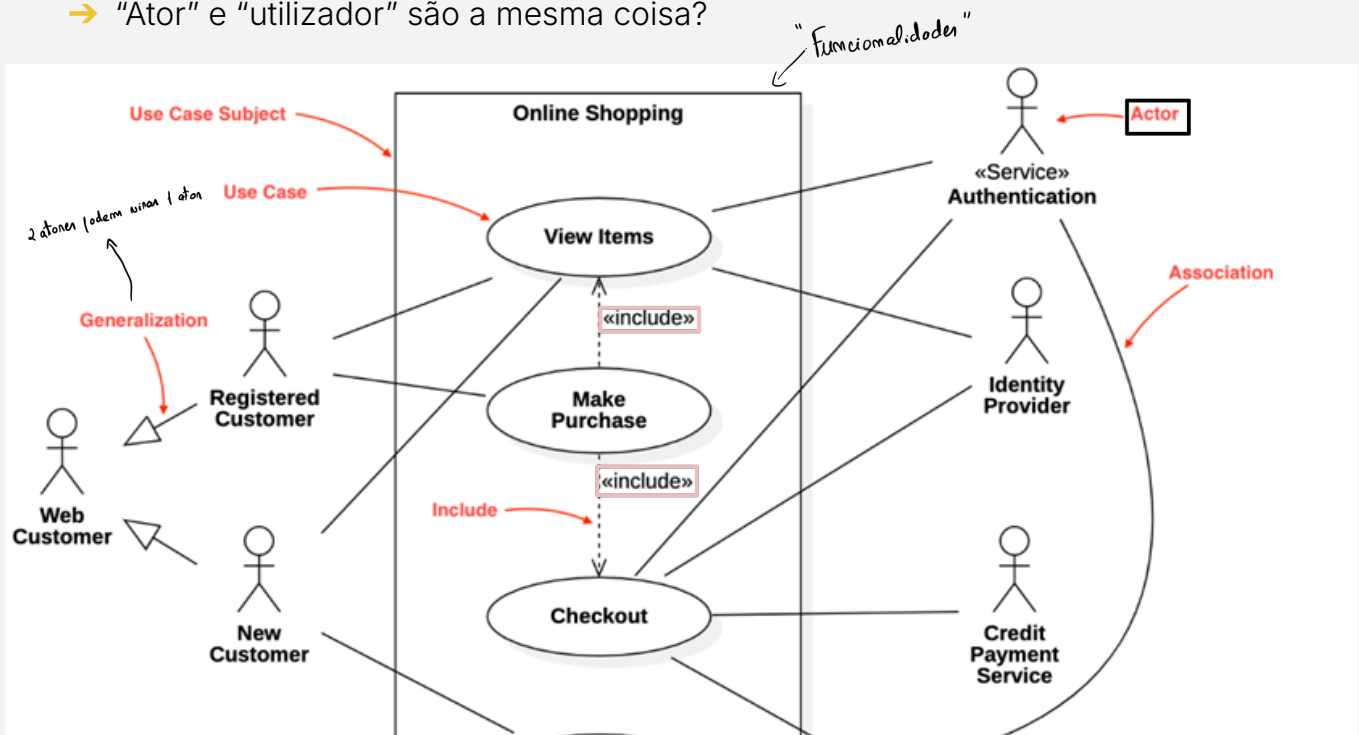 ➔ “Ator” e “utilizador” são a mesma coisa?
"Funcionalidades"
Online Shopping
Use Case Subject
Actor
«Service»
Authentication
Use Case
2 atores podem virar 1 ator
View Items
Association
Generalization
«include»
Registered
Customer
Make
Purchase
Identity
Provider
Web
Customer
«include»
Include
Checkout
New
Customer
Credit
Payment
Service